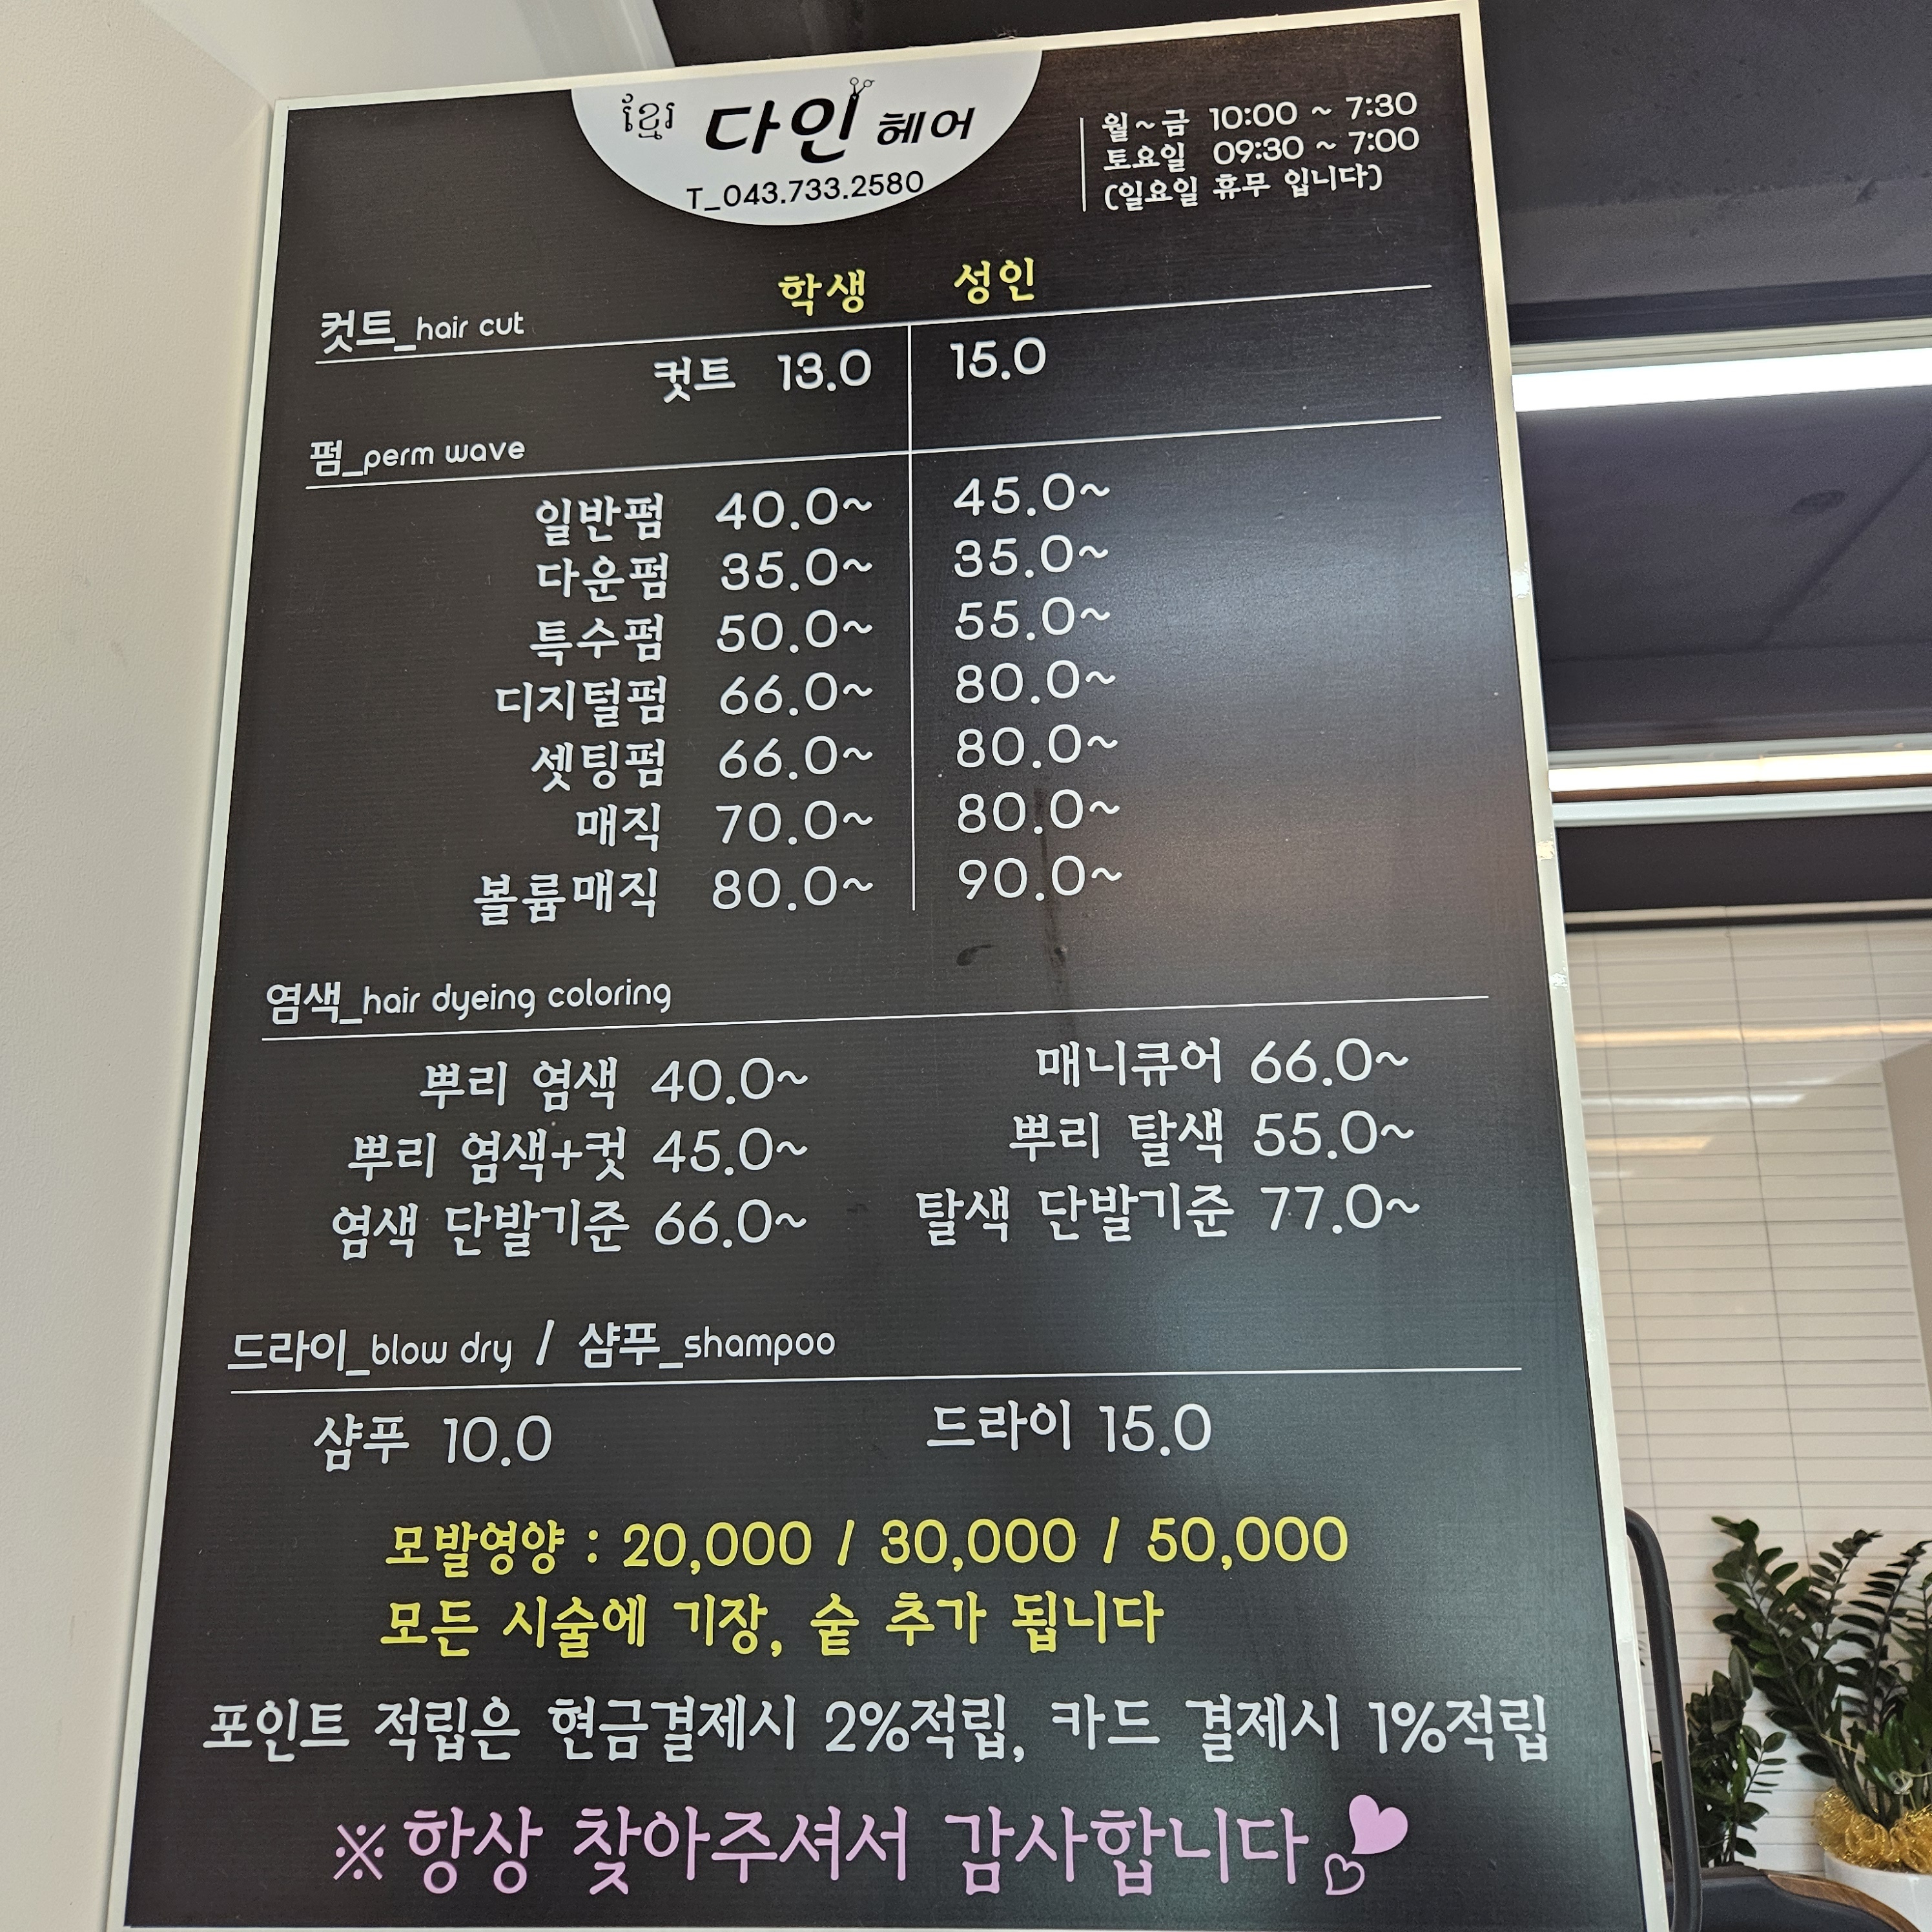 ខ្មែរ 다인 헤어
T_043.733.2580
월~금 10:00 ~ 7:30
토요일 09:30 ~ 7:00
(일요일 휴무 입니다)
학생 성인
컷트_hair cut
컷트 13.0 15.0
펌_perm wave
일반펌 40.0~ 45.0~
다운펌 35.0~ 35.0~
특수펌 50.0~ 55.0~
디지털펌 66.0~ 80.0~
셋팅펌 66.0~ 80.0~
매직 70.0~ 80.0~
볼륨매직 80.0~ 90.0~
염색_hair dyeing coloring
뿌리 염색 40.0~ 매니큐어 66.0~
뿌리 염색+컷 45.0~ 뿌리 탈색 55.0~
염색 단발기준 66.0~ 탈색 단발기준 77.0~
드라이_blow dry / 샴푸_shampoo
샴푸 10.0 드라이 15.0
모발영양 : 20,000 / 30,000 / 50,000
모든 시술에 기장, 숱 추가 됩니다
포인트 적립은 현금결제시 2%적립, 카드 결제시 1%적립
※항상 찾아주셔서 감사합니다